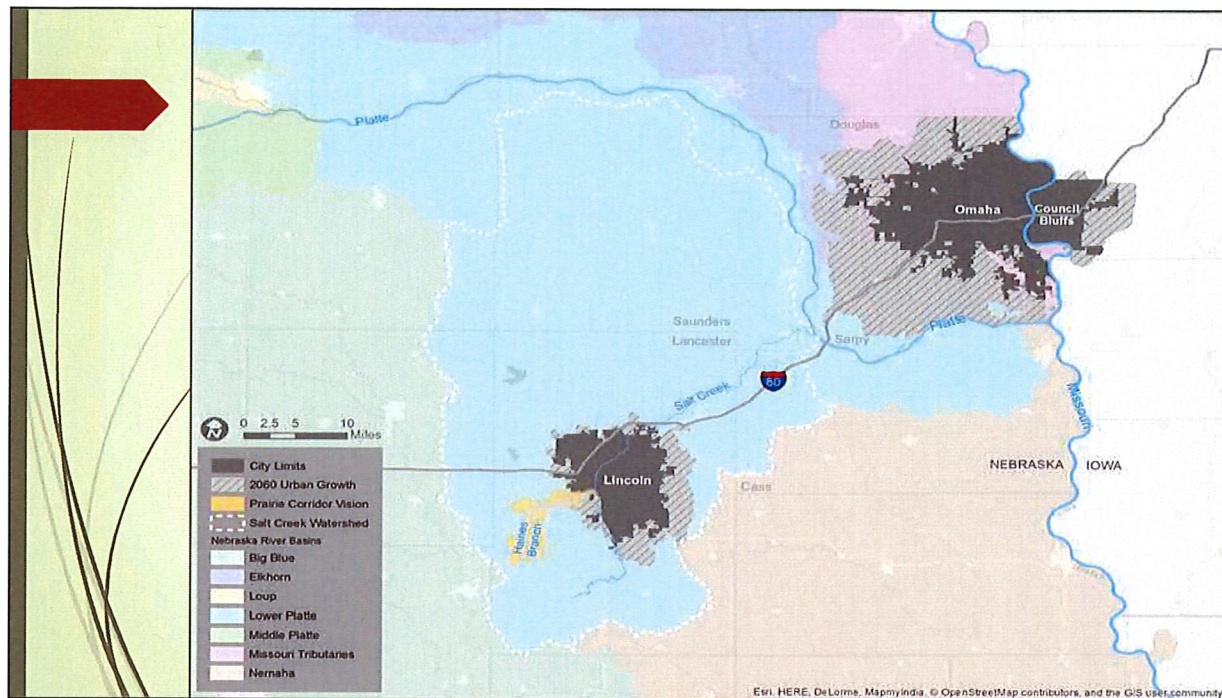 Platte
Douglas
Omaha
Council
Bluffs
Saunders
Lancaster
Sarpy
Platte
80
Salt Creek
Missouri
N
0 2.5 5 10
Miles
City Limits
2060 Urban Growth
Prairie Corridor Vision
Salt Creek Watershed
Nebraska River Basins
Big Blue
Elkhorn
Loup
Lower Platte
Middle Platte
Missouri Tributaries
Nemaha
Lincoln
Haines
Branch
Cass
NEBRASKA IOWA
Esri, HERE, DeLorme, MapmyIndia, © OpenStreetMap contributors, and the GIS user community